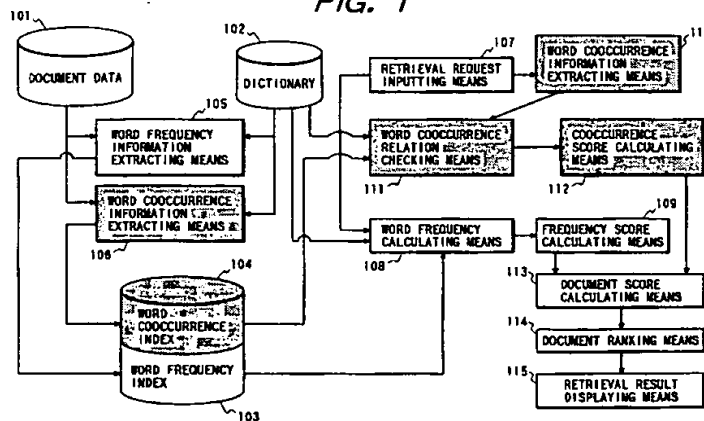 FIG. 1
101
DOCUMENT DATA
102
DICTIONARY
107
RETRIEVAL REQUEST
INPUTTING MEANS
11
WORD COOCCURRENCE
INFORMATION
EXTRACTING MEANS
105
WORD FREQUENCY
INFORMATION
EXTRACTING MEANS
WORD COOCCURRENCE
RELATION
CHECKING MEANS
111
COOCCURRENCE
SCORE CALCULATING
MEANS
112
WORD COOCCURRENCE
INFORMATION
EXTRACTING MEANS
106
WORD FREQUENCY
CALCULATING MEANS
108
109
FREQUENCY SCORE
CALCULATING MEANS
104
WORD
COOCCURRENCE
INDEX
WORD FREQUENCY
INDEX
103
113
DOCUMENT SCORE
CALCULATING MEANS
114
DOCUMENT RANKING MEANS
115
RETRIEVAL RESULT
DISPLAYING MEANS